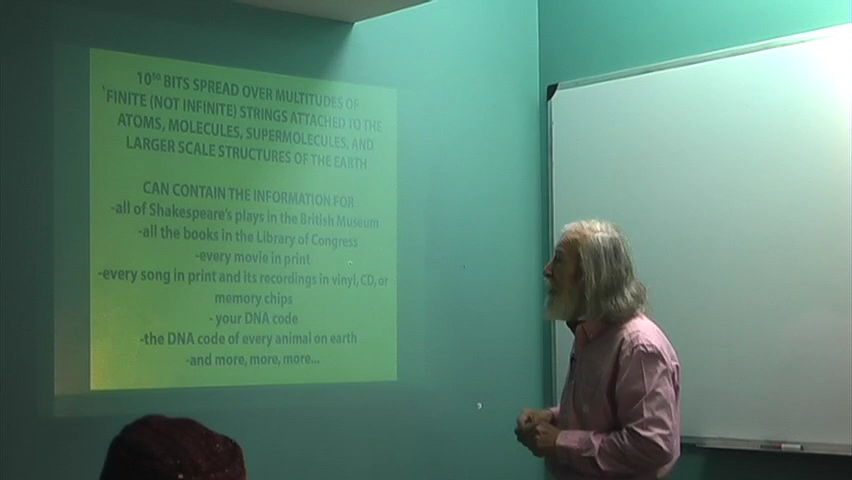 10⁵⁰ BITS SPREAD OVER MULTITUDES OF
'FINITE (NOT INFINITE) STRINGS ATTACHED TO THE
ATOMS, MOLECULES, SUPERMOLECULES, AND
LARGER SCALE STRUCTURES OF THE EARTH
CAN CONTAIN THE INFORMATION FOR
-all of Shakespeare's plays in the British Museum
-all the books in the Library of Congress
-every movie in print
-every song in print and its recordings in vinyl, CD, or
memory chips
- your DNA code
-the DNA code of every animal on earth
-and more, more, more...